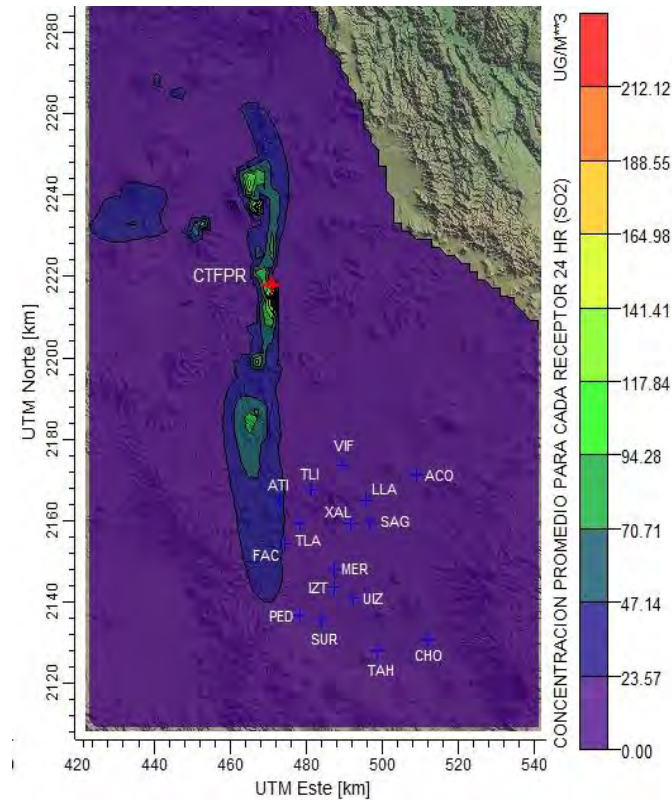 2280
2260
2240
2220
2200
2180
2160
2140
2120
UTM Norte [km]
CTFPR
VIF
TLI
ACO
ATI
LLA
XAL
SAG
TLA
FAC
MER
IZT
UIZ
PED
SUR
CHO
TAH
420 440 460 480 500 520 540
UTM Este [km]
CONCENTRACION PROMEDIO PARA CADA RECEPTOR 24 HR (SO2) UG/M**3
212.12
188.55
164.98
141.41
117.84
94.28
70.71
47.14
23.57
0.00